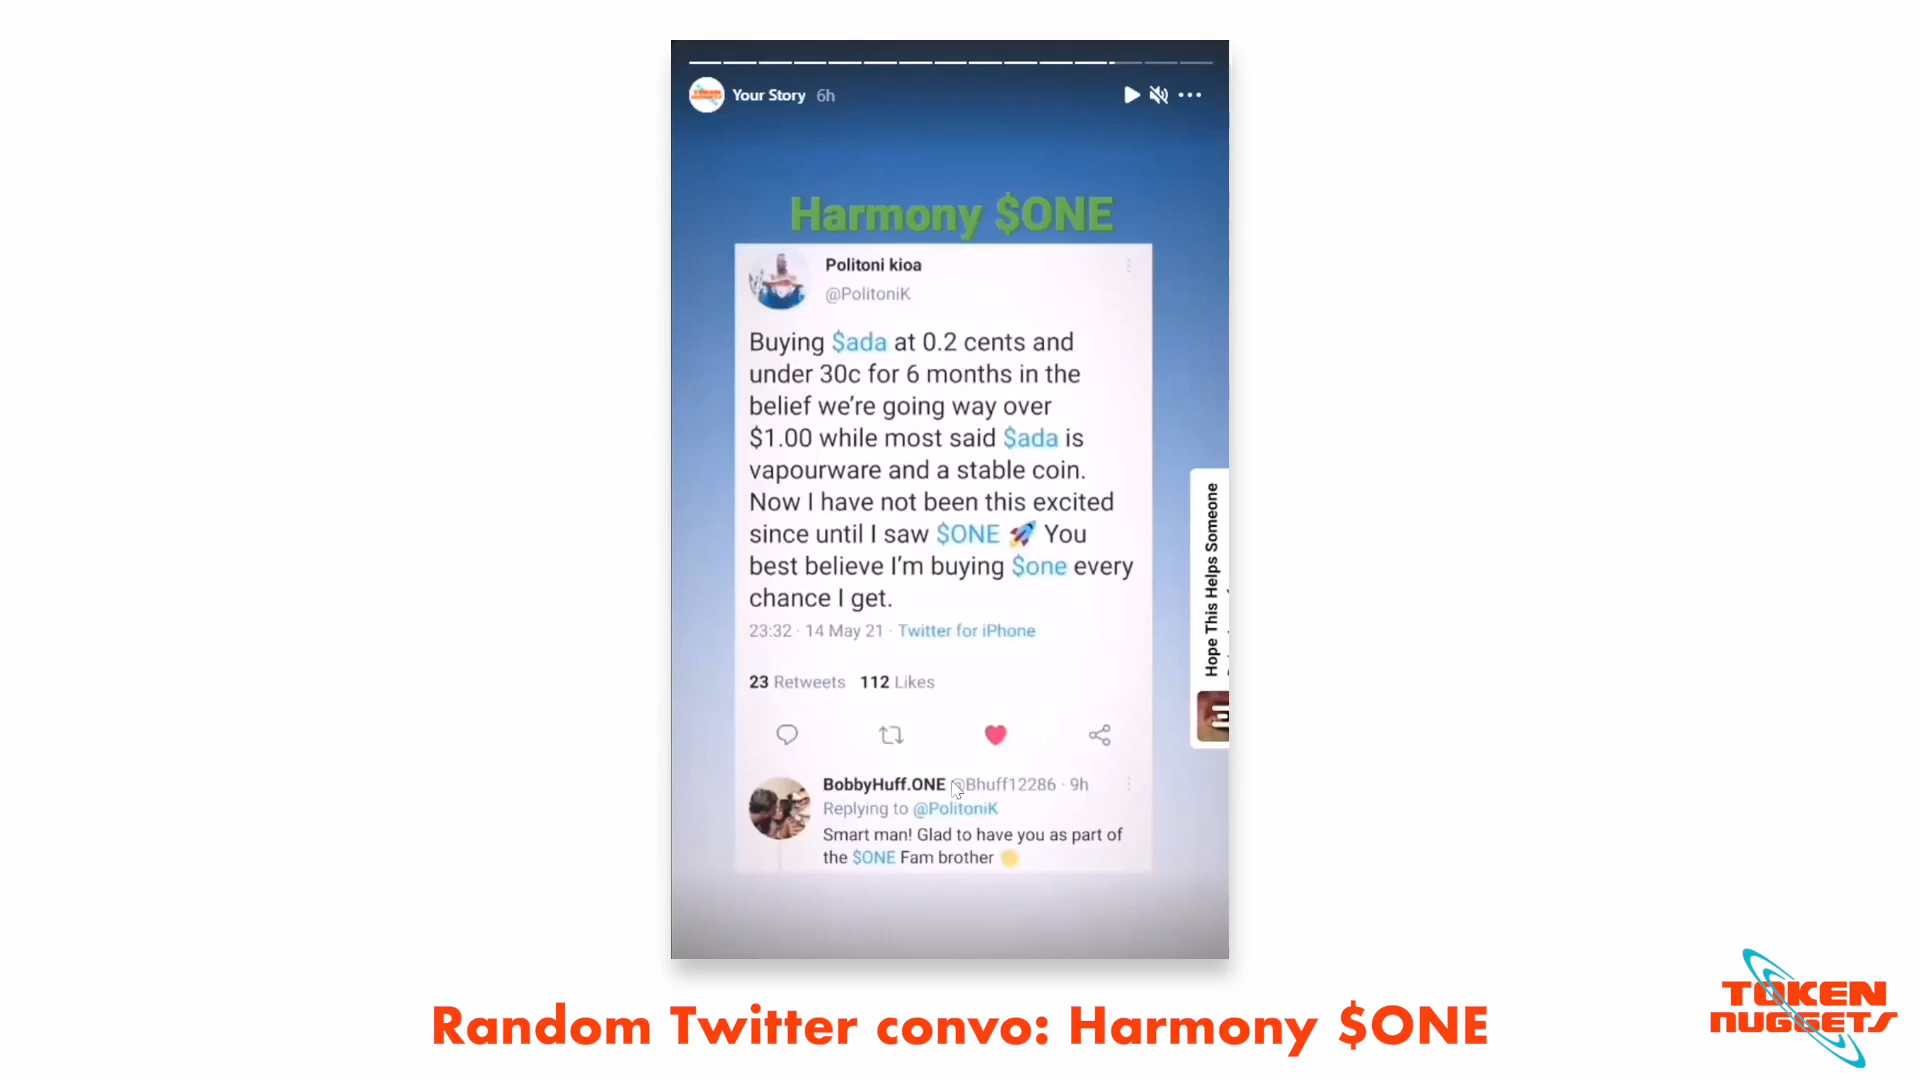 Your Story 6h
Harmony $ONE
Politoni kioa
@PolitoniK
Buying $ada at 0.2 cents and
under 30c for 6 months in the
belief we're going way over
$1.00 while most said $ada is
vapourware and a stable coin.
Now I have not been this excited
since until I saw $ONE 🚀 You
best believe I'm buying $one every
chance I get.
23:32 · 14 May 21 · Twitter for iPhone
23 Retweets 112 Likes
BobbyHuff.ONE @Bhuff12286 · 9h
Replying to @PolitoniK
Smart man! Glad to have you as part of
the $ONE Fam brother
Hope This Helps Someone
Random Twitter convo: Harmony $ONE
TOKEN
NUGGETS